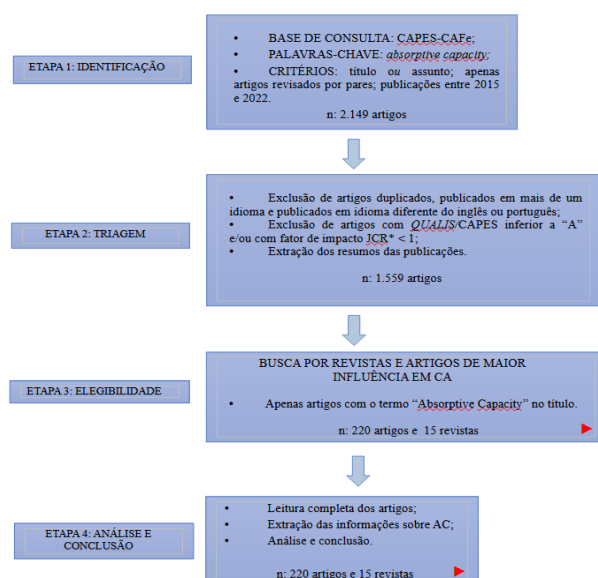 ETAPA 1: IDENTIFICAÇÃO
• BASE DE CONSULTA: CAPES-CAFe;
• PALAVRAS-CHAVE: absorptive capacity;
• CRITÉRIOS: título ou assunto; apenas
artigos revisados por pares; publicações entre 2015
e 2022.
n: 2.149 artigos
ETAPA 2: TRIAGEM
• Exclusão de artigos duplicados, publicados em mais de um
idioma e publicados em idioma diferente do inglês ou português;
• Exclusão de artigos com QUALIS/CAPES inferior a “A”
e/ou com fator de impacto JCR* < 1;
• Extração dos resumos das publicações.
n: 1.559 artigos
ETAPA 3: ELEGIBILIDADE
BUSCA POR REVISTAS E ARTIGOS DE MAIOR
INFLUÊNCIA EM CA
• Apenas artigos com o termo “Absorptive Capacity” no título.
n: 220 artigos e 15 revistas
ETAPA 4: ANÁLISE E
CONCLUSÃO
• Leitura completa dos artigos;
• Extração das informações sobre AC;
• Análise e conclusão.
n: 220 artigos e 15 revistas